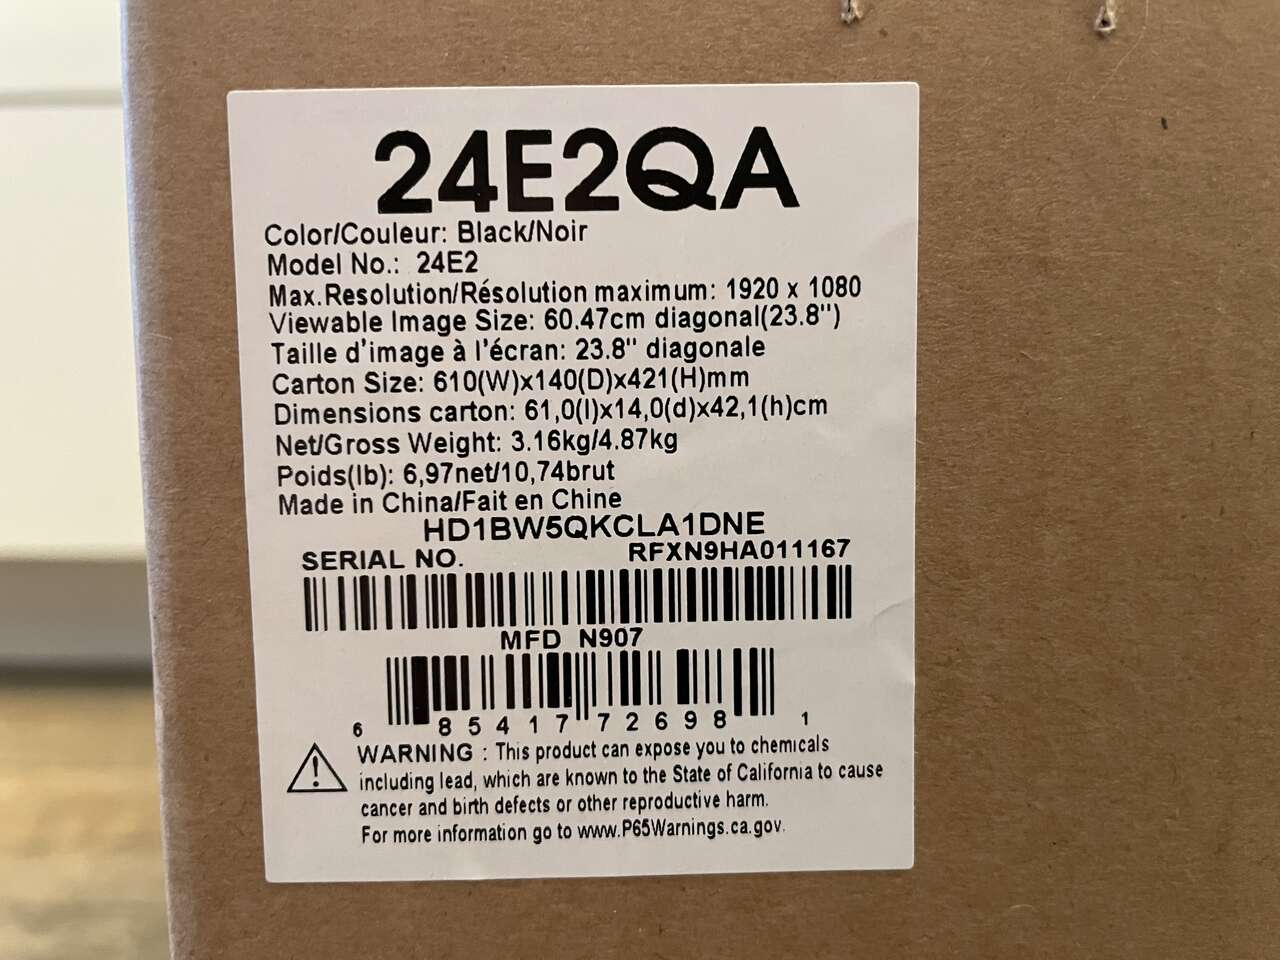 24E2QA
Color/Couleur: Black/Noir
Model No.: 24E2
Max.Resolution/Résolution maximum: 1920 x 1080
Viewable Image Size: 60.47cm diagonal(23.8")
Taille d'image à l'écran: 23.8" diagonale
Carton Size: 610(W)x140(D)x421(H)mm
Dimensions carton: 61,0(l)x14,0(d)x42,1(h)cm
Net/Gross Weight: 3.16kg/4.87kg
Poids(lb): 6,97net/10,74brut
Made in China/Fait en Chine
HD1BW5QKCLA1DNE
SERIAL NO. RFXN9HA011167
MFD N907
6 85417 72698 1
WARNING : This product can expose you to chemicals
including lead, which are known to the State of California to cause
cancer and birth defects or other reproductive harm.
For more information go to www.P65Warnings.ca.gov.